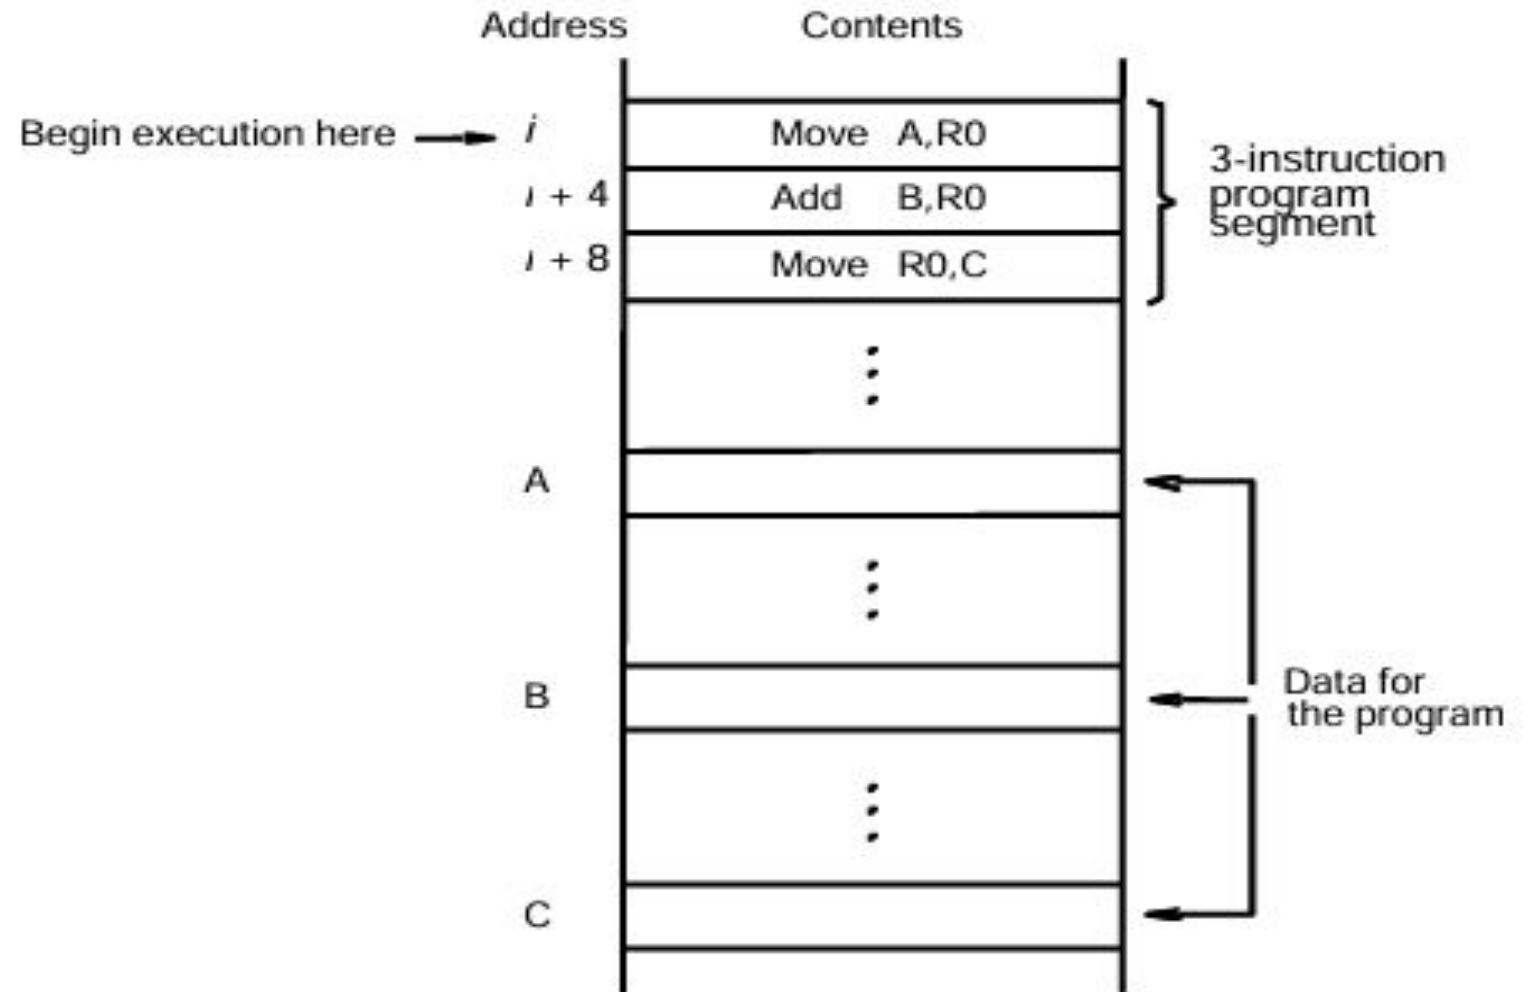 Address Contents
Begin execution here i Move A,R0
i + 4 Add B,R0
i + 8 Move R0,C
3-instruction
program
segment
A
B
Data for
the program
C